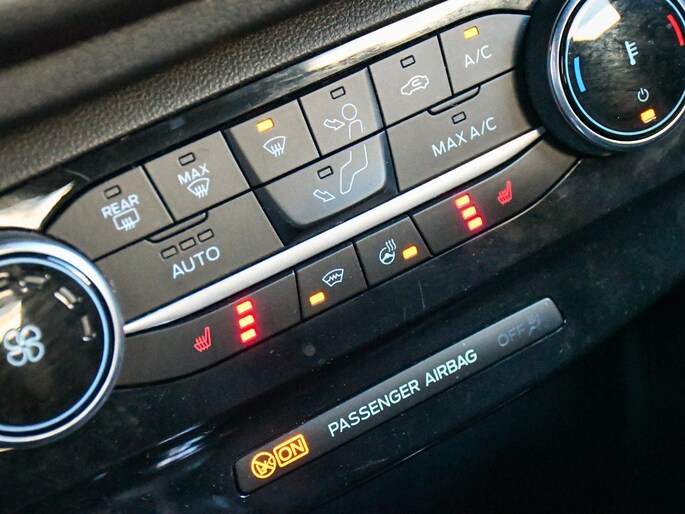 A/C
MAX A/C
MAX
REAR
AUTO
PASSENGER AIRBAG
OFF
ON